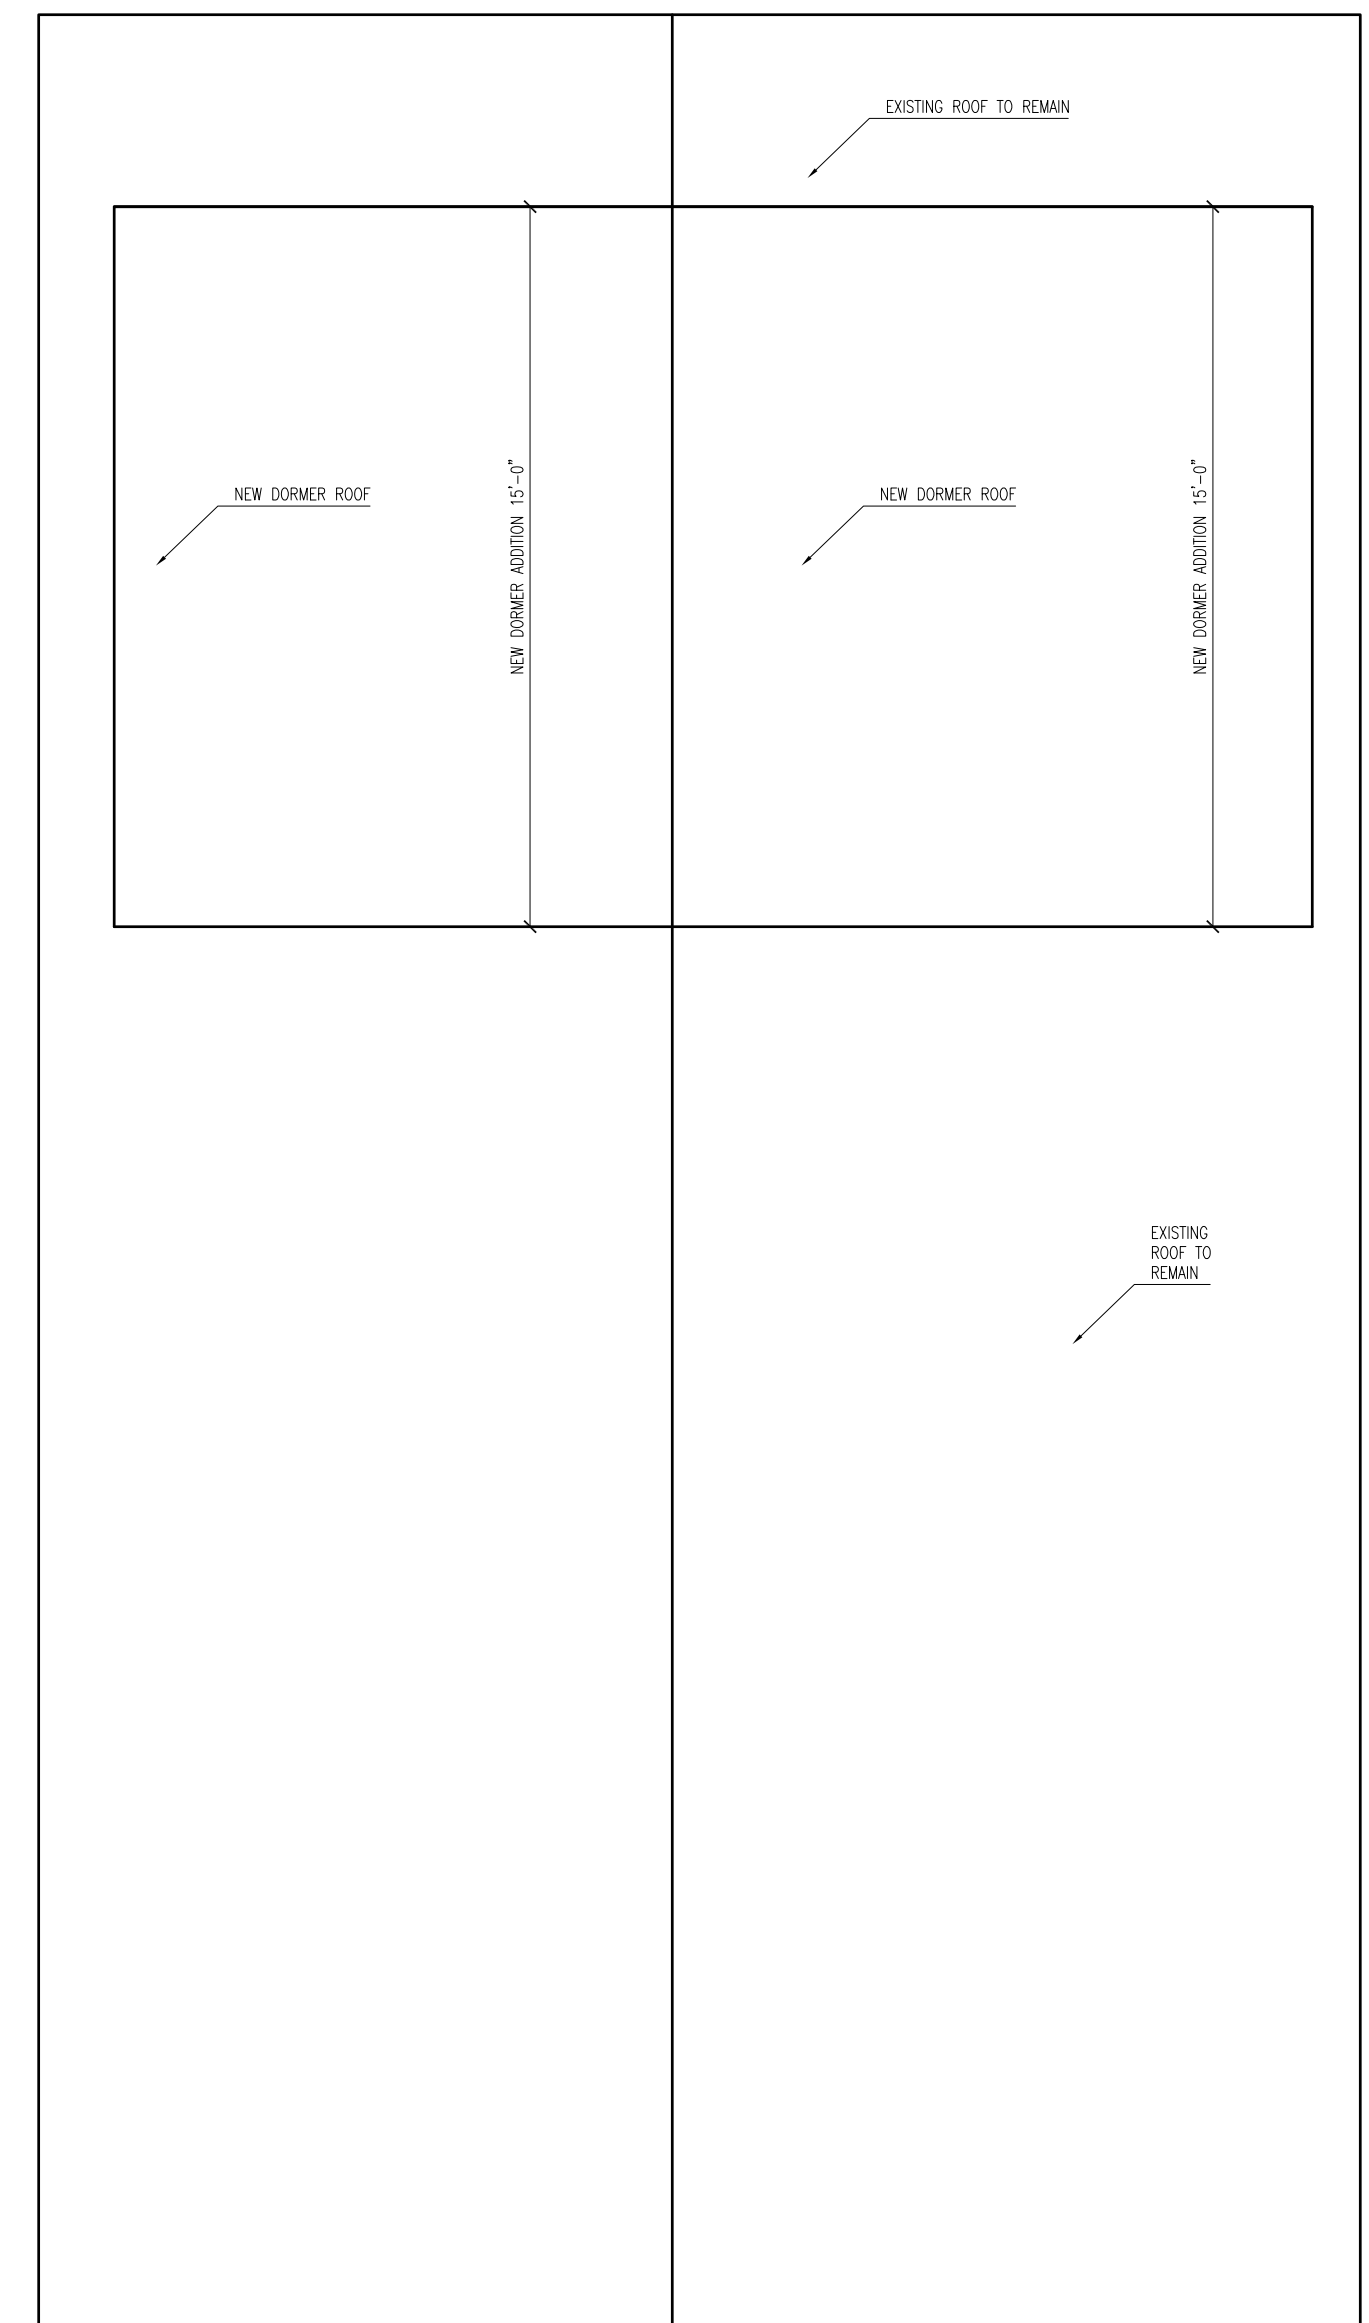 EXISTING ROOF TO REMAIN
NEW DORMER ROOF
NEW DORMER ADDITION 15'-0"
NEW DORMER ROOF
NEW DORMER ADDITION 15'-0"
EXISTING
ROOF TO
REMAIN